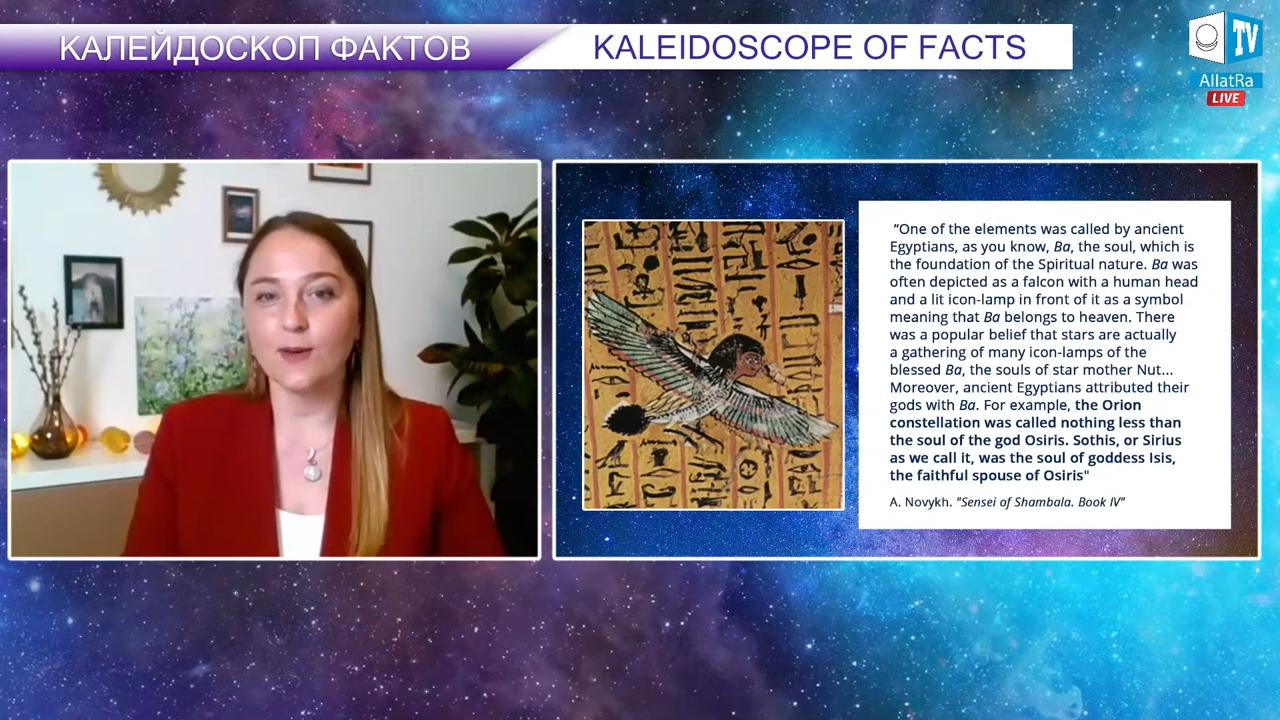 КАЛЕЙДОСКОП ФАКТОВ
KALEIDOSCOPE OF FACTS
TV
AllatRa
LIVE
"One of the elements was called by ancient
Egyptians, as you know, Ba, the soul, which is
the foundation of the Spiritual nature. Ba was
often depicted as a falcon with a human head
and a lit icon-lamp in front of it as a symbol
meaning that Ba belongs to heaven. There
was a popular belief that stars are actually
a gathering of many icon-lamps of the
blessed Ba, the souls of star mother Nut...
Moreover, ancient Egyptians attributed their
gods with Ba. For example, the Orion
constellation was called nothing less than
the soul of the god Osiris. Sothis, or Sirius
as we call it, was the soul of goddess Isis,
the faithful spouse of Osiris"
A. Novykh. "Sensei of Shambala. Book IV"